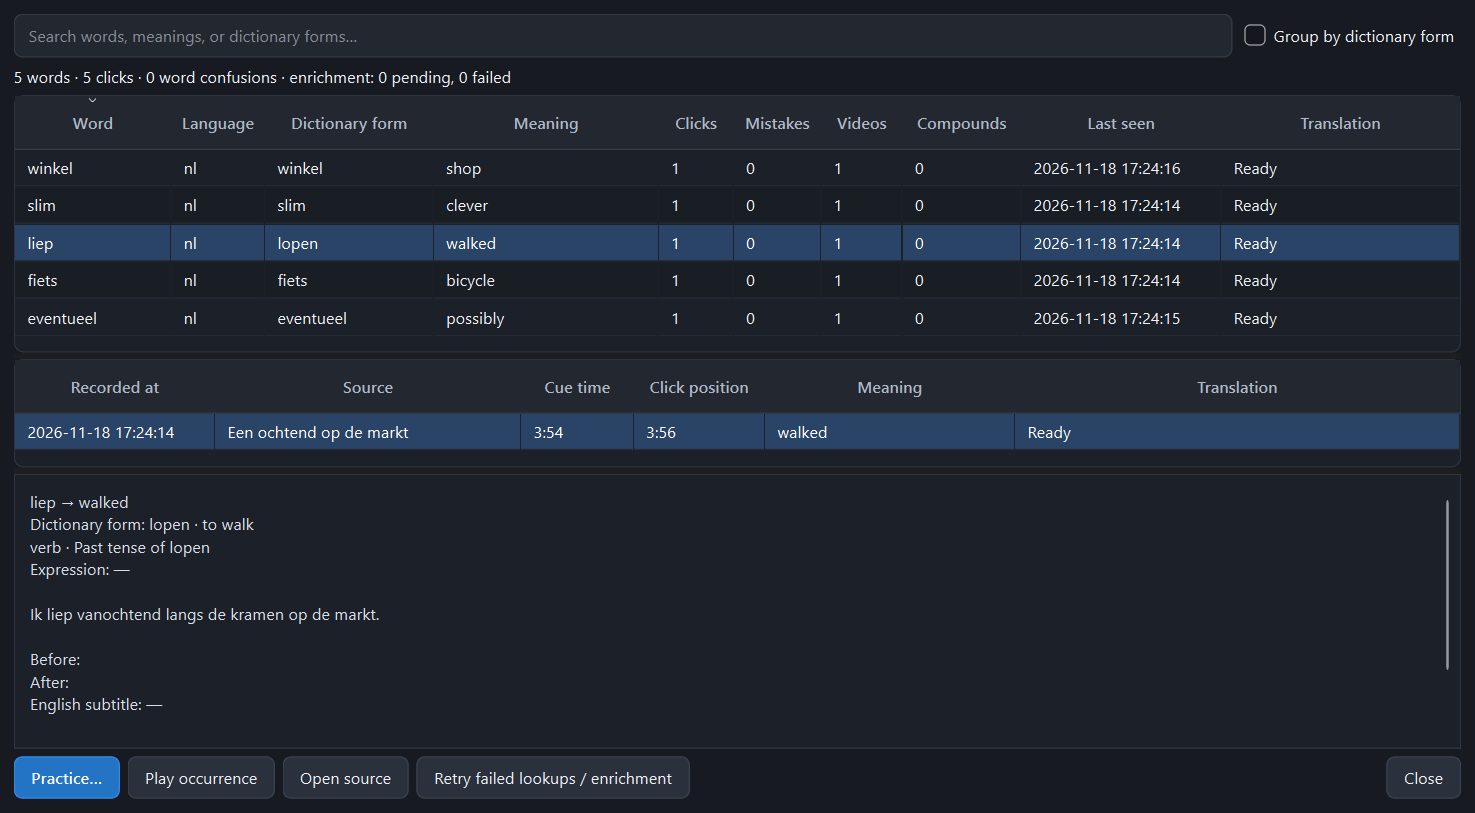 Search words, meanings, or dictionary forms...
Group by dictionary form
5 words · 5 clicks · 0 word confusions · enrichment: 0 pending, 0 failed
Word Language Dictionary form Meaning Clicks Mistakes Videos Compounds Last seen Translation
winkel nl winkel shop 1 0 1 0 2026-11-18 17:24:16 Ready
slim nl slim clever 1 0 1 0 2026-11-18 17:24:14 Ready
liep nl lopen walked 1 0 1 0 2026-11-18 17:24:14 Ready
fiets nl fiets bicycle 1 0 1 0 2026-11-18 17:24:14 Ready
eventueel nl eventueel possibly 1 0 1 0 2026-11-18 17:24:15 Ready
Recorded at Source Cue time Click position Meaning Translation
2026-11-18 17:24:14 Een ochtend op de markt 3:54 3:56 walked Ready
liep → walked
Dictionary form: lopen · to walk
verb · Past tense of lopen
Expression: —
Ik liep vanochtend langs de kramen op de markt.
Before:
After:
English subtitle: —
Practice... Play occurrence Open source Retry failed lookups / enrichment Close